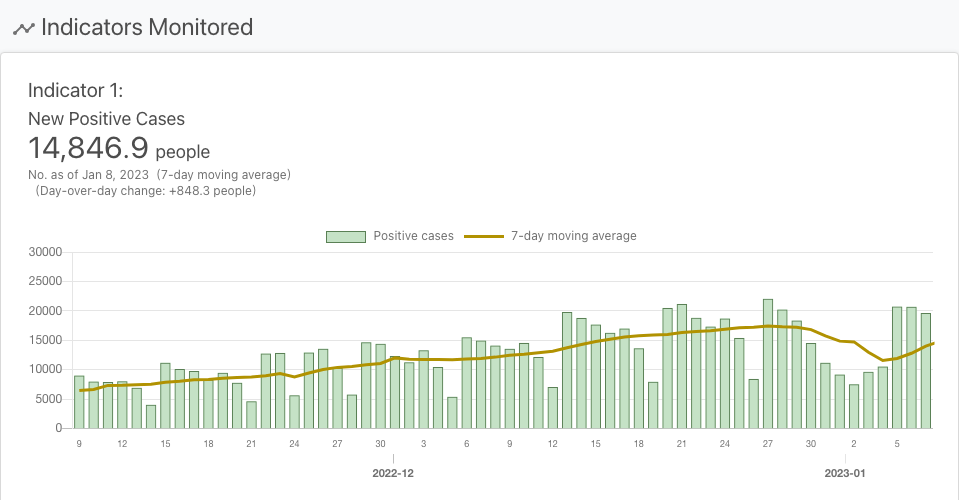 Indicators Monitored
Indicator 1:
New Positive Cases
14,846.9 people
No. as of Jan 8, 2023 (7-day moving average)
(Day-over-day change: +848.3 people)
Positive cases 7-day moving average
30000
25000
20000
15000
10000
5000
0
9 12 15 18 21 24 27 30 3 6 9 12 15 18 21 24 27 30 2 5
2022-12 2023-01